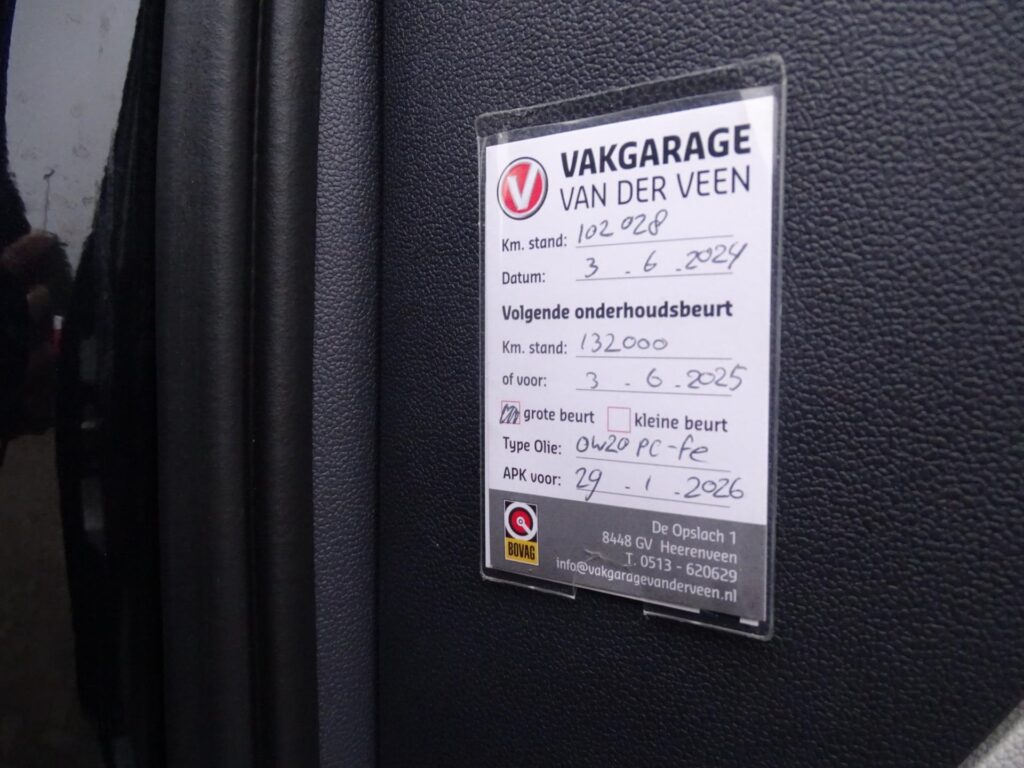 V VAKGARAGE
VAN DER VEEN
Km. stand: 102028
Datum: 3 - 6 - 2024
Volgende onderhoudsbeurt
Km. stand: 132000
of voor: 3 - 6 - 2025
grote beurt kleine beurt
Type Olie: 0W20 PC-fe
APK voor: 29 - 1 - 2026
BOVAG
De Opslach 1
8448 GV Heerenveen
T. 0513 - 620629
info@vakgaragevanderveen.nl